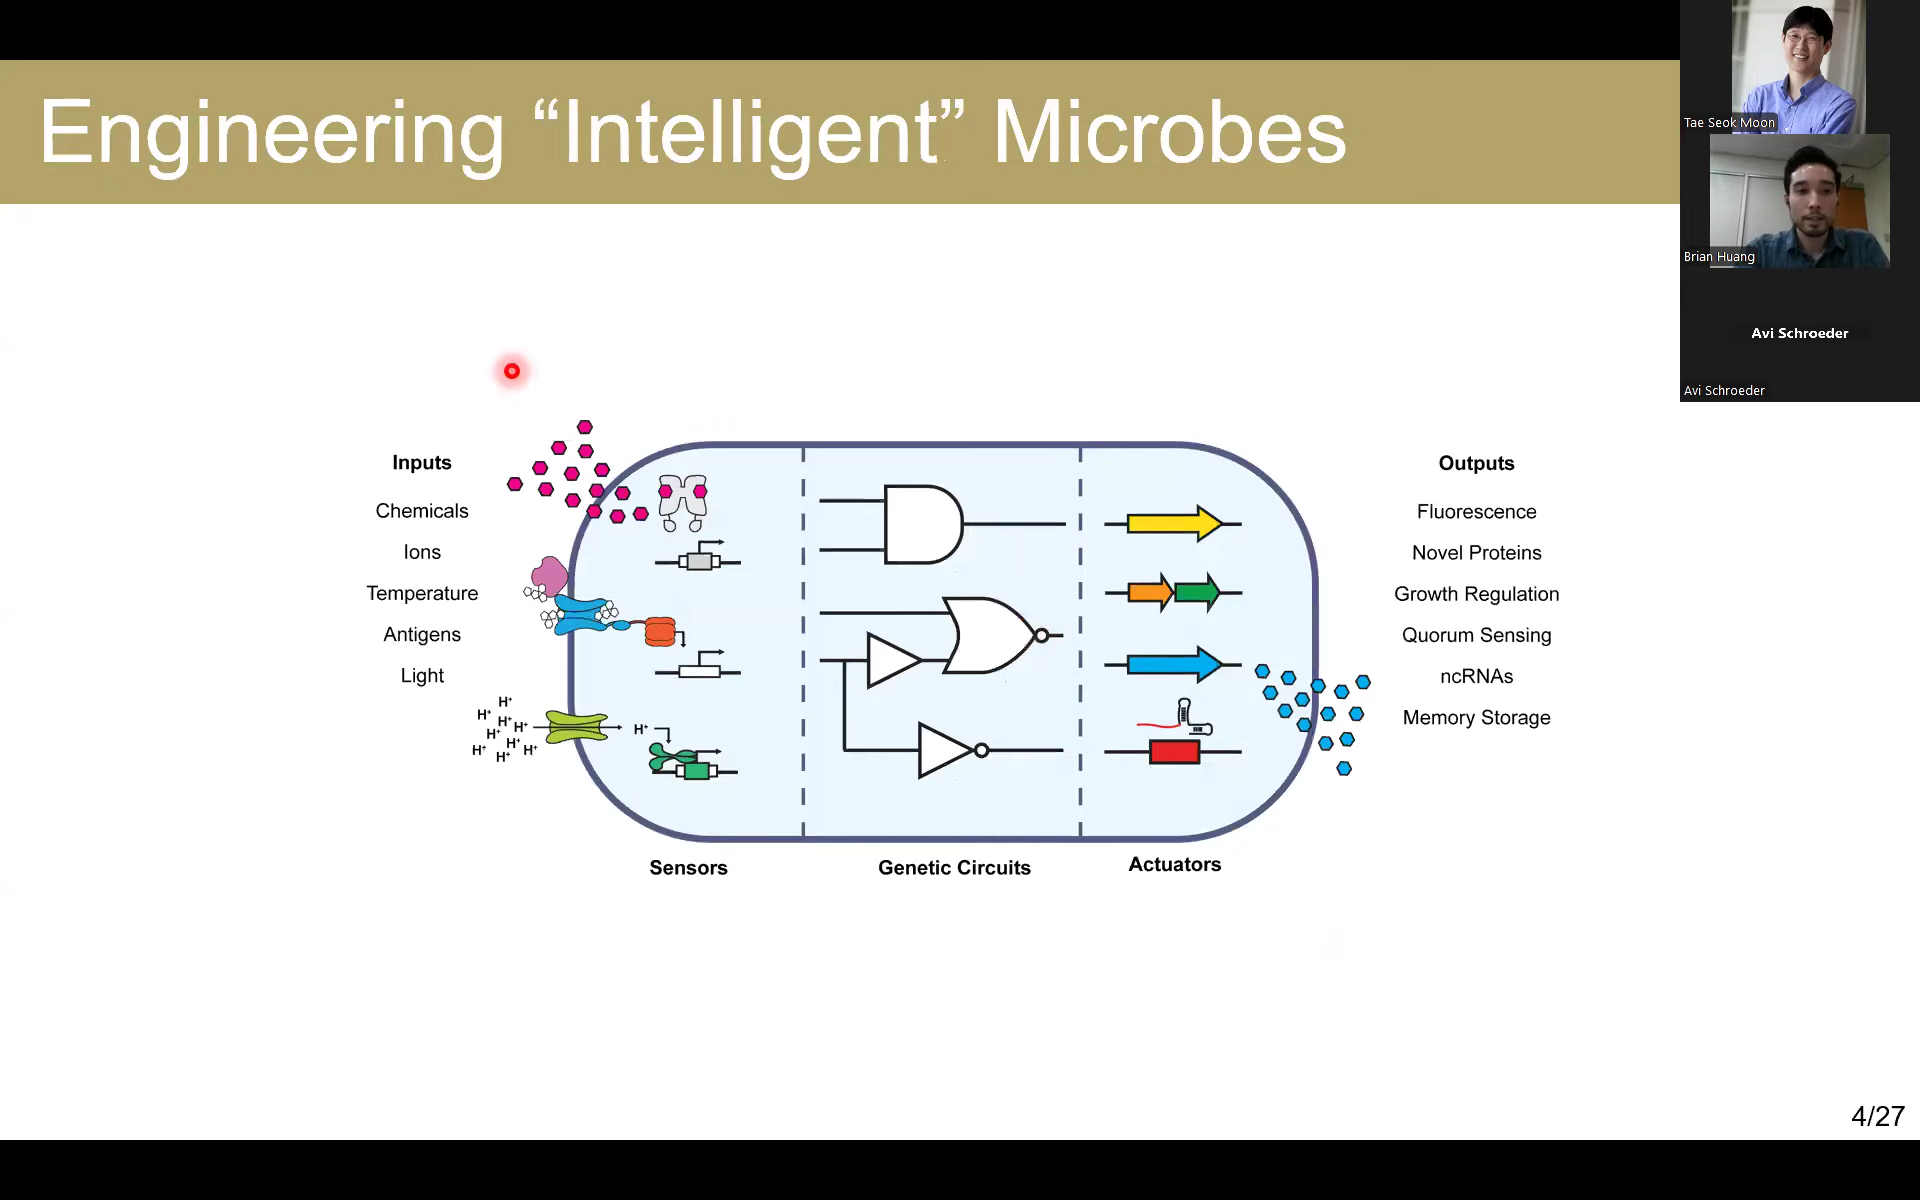 Engineering “Intelligent” Microbes
Tae Seok Moon
Brian Huang
Avi Schroeder
Avi Schroeder
Inputs
Chemicals
Ions
Temperature
Antigens
Light
H⁺
H⁺
H⁺
H⁺
H⁺
H⁺
H⁺
H⁺
H⁺
H⁺
Sensors
Genetic Circuits
Actuators
Outputs
Fluorescence
Novel Proteins
Growth Regulation
Quorum Sensing
ncRNAs
Memory Storage
4/27